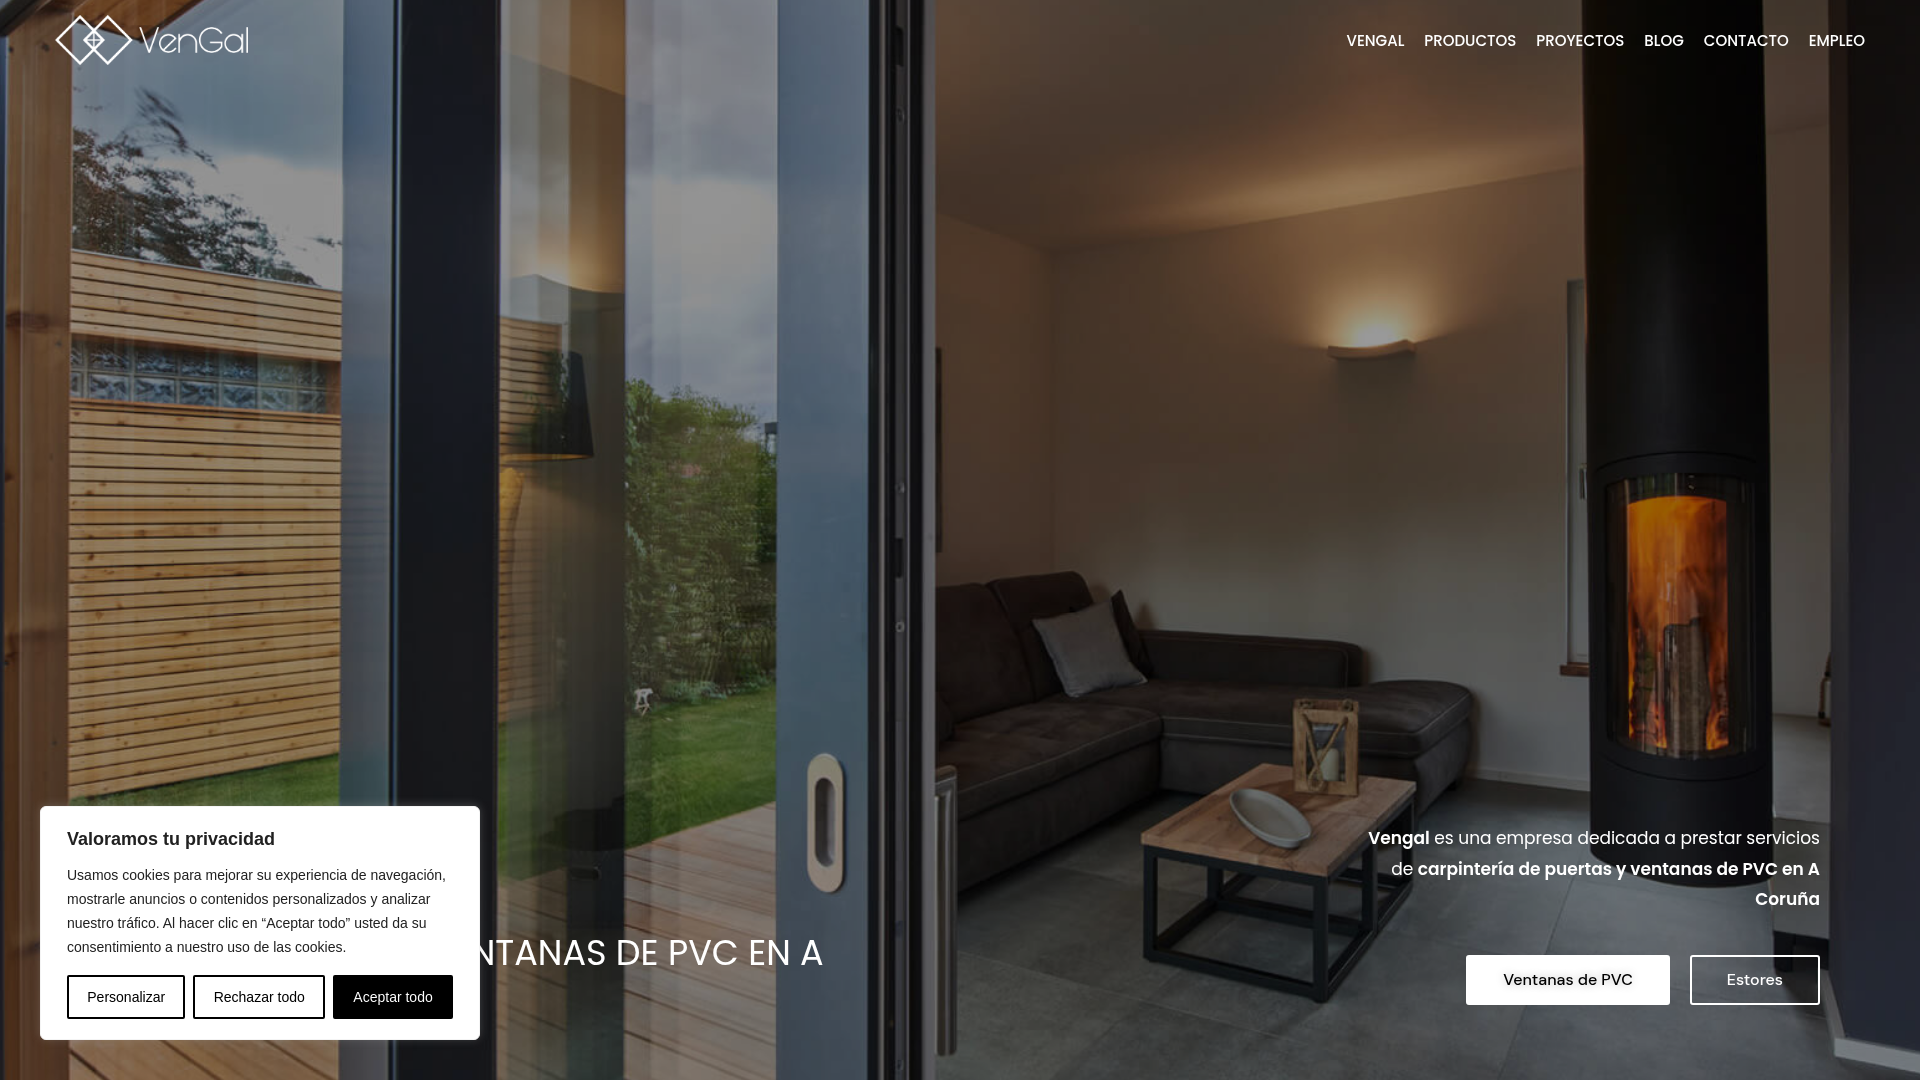 VenGal
VENGAL PRODUCTOS PROYECTOS BLOG CONTACTO EMPLEO
Vengal es una empresa dedicada a prestar servicios
de carpintería de puertas y ventanas de PVC en A
Coruña
Ventanas de PVC
Estores
DE PVC EN A
Valoramos tu privacidad
Usamos cookies para mejorar su experiencia de navegación,
mostrarle anuncios o contenidos personalizados y analizar
nuestro tráfico. Al hacer clic en “Aceptar todo” usted da su
consentimiento a nuestro uso de las cookies.
Personalizar
Rechazar todo
Aceptar todo